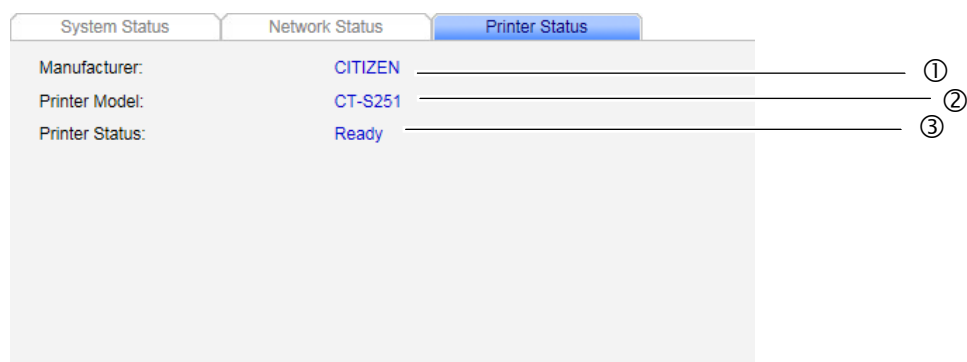 System Status Network Status Printer Status
Manufacturer: CITIZEN ①
Printer Model: CT-S251 ②
Printer Status: Ready ③